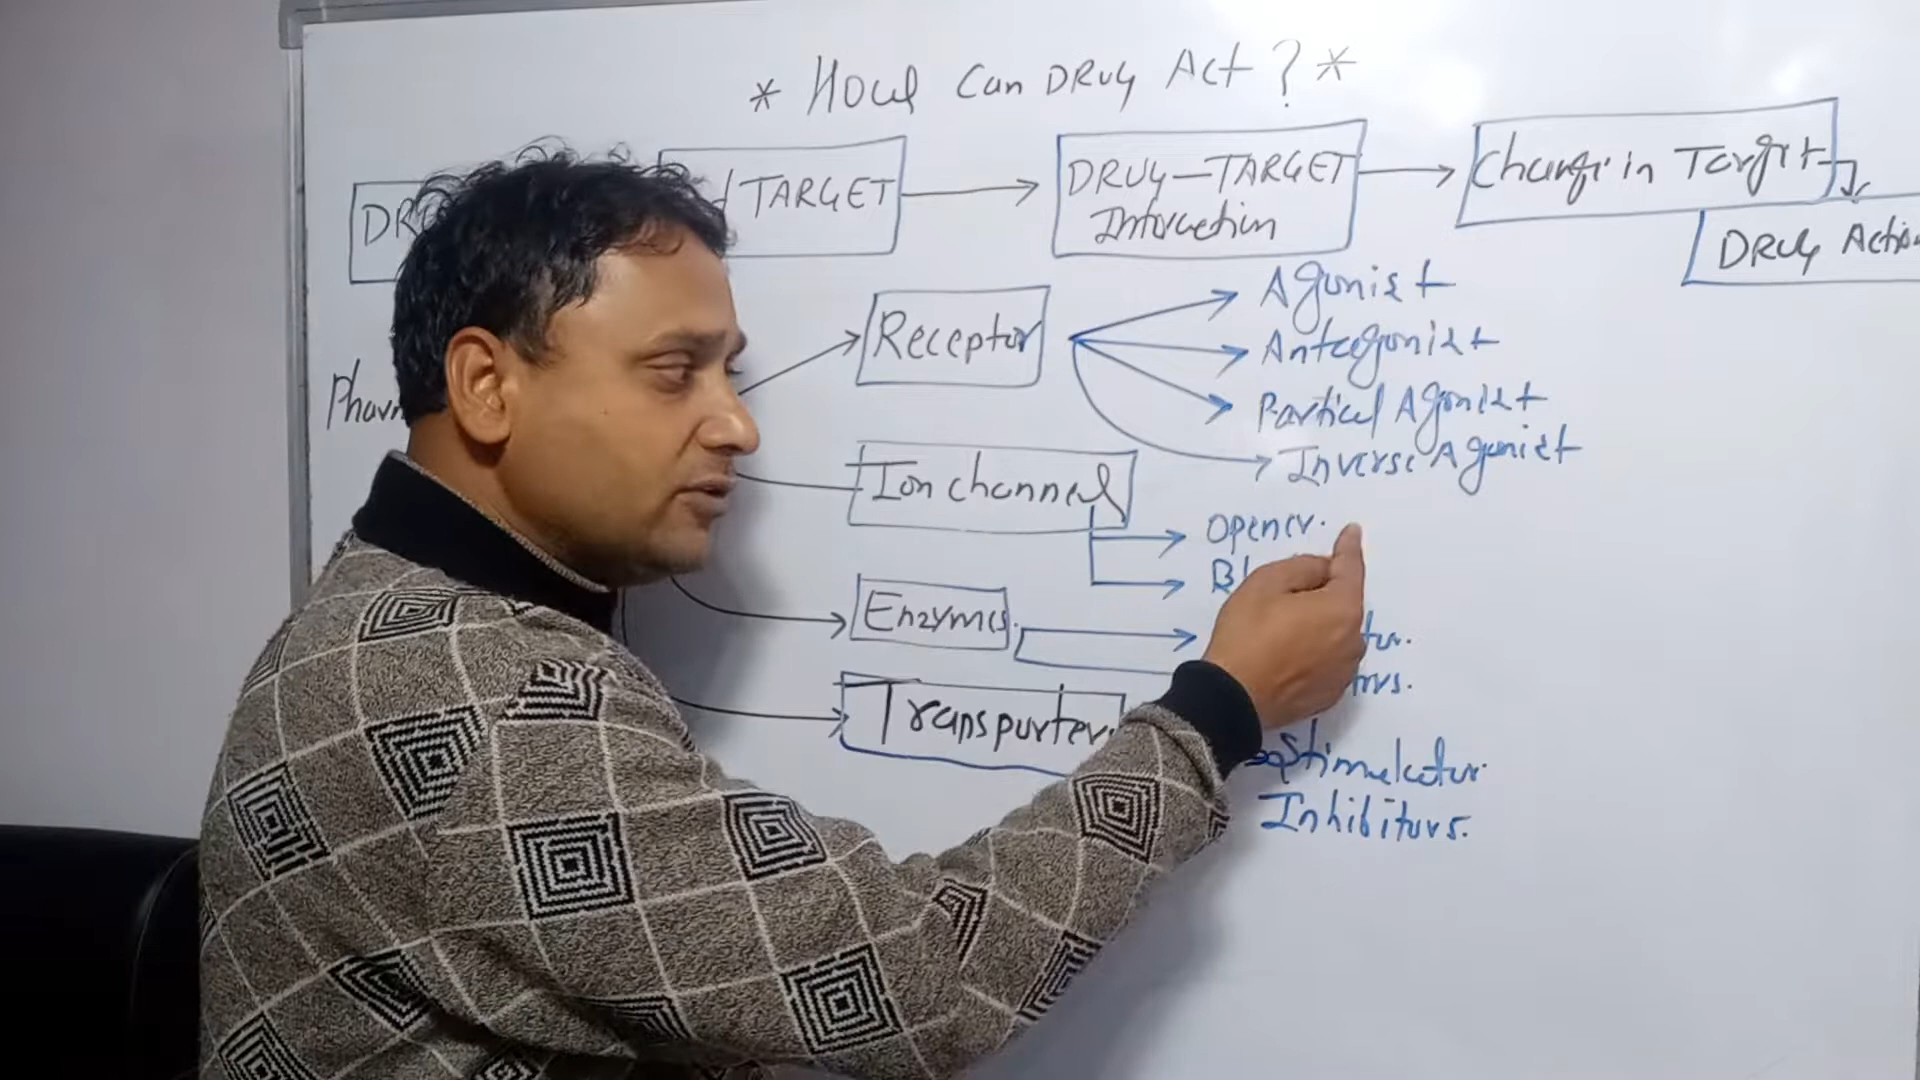 * How Can DRug Act ? *
TARGET
DRUg-TARGET
Interaction
Change in Target
DRUg Action
Receptor
Agonist
Antagonist
Partial Agonist
Inverse Agonist
Ion channel
Opener.
Enzymes.
Transporter.
Stimulator.
Inhibitors.